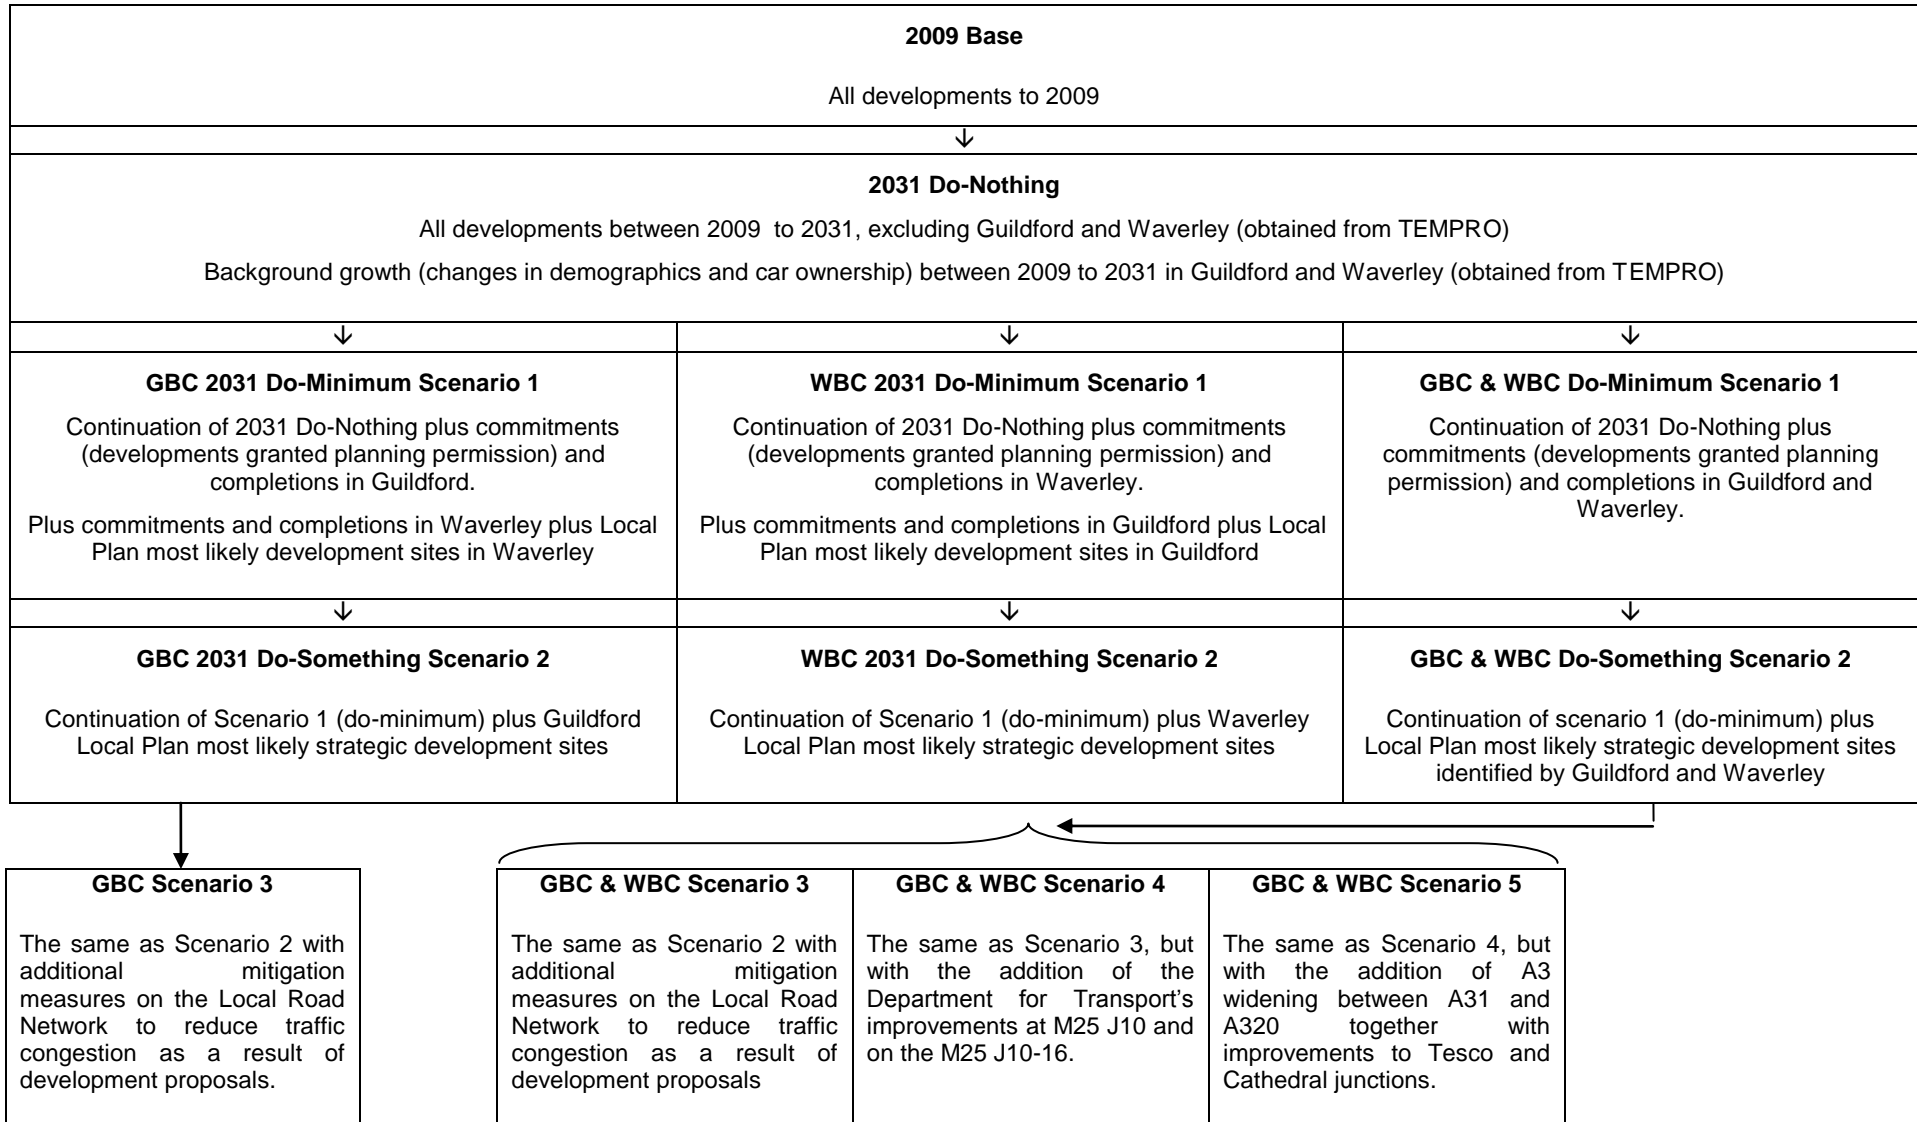 2009 Base
All developments to 2009
↓
2031 Do-Nothing
All developments between 2009 to 2031, excluding Guildford and Waverley (obtained from TEMPRO)
Background growth (changes in demographics and car ownership) between 2009 to 2031 in Guildford and Waverley (obtained from TEMPRO)
↓
↓
↓
GBC 2031 Do-Minimum Scenario 1
Continuation of 2031 Do-Nothing plus commitments
(developments granted planning permission) and
completions in Guildford.
Plus commitments and completions in Waverley plus Local
Plan most likely development sites in Waverley
WBC 2031 Do-Minimum Scenario 1
Continuation of 2031 Do-Nothing plus commitments
(developments granted planning permission) and
completions in Waverley.
Plus commitments and completions in Guildford plus Local
Plan most likely development sites in Guildford
GBC & WBC Do-Minimum Scenario 1
Continuation of 2031 Do-Nothing plus
commitments (developments granted planning
permission) and completions in Guildford and
Waverley.
↓
↓
↓
GBC 2031 Do-Something Scenario 2
Continuation of Scenario 1 (do-minimum) plus Guildford
Local Plan most likely strategic development sites
WBC 2031 Do-Something Scenario 2
Continuation of Scenario 1 (do-minimum) plus Waverley
Local Plan most likely strategic development sites
GBC & WBC Do-Something Scenario 2
Continuation of scenario 1 (do-minimum) plus
Local Plan most likely strategic development sites
identified by Guildford and Waverley
GBC Scenario 3
The same as Scenario 2 with
additional mitigation
measures on the Local Road
Network to reduce traffic
congestion as a result of
development proposals.
GBC & WBC Scenario 3
The same as Scenario 2 with
additional mitigation
measures on the Local Road
Network to reduce traffic
congestion as a result of
development proposals
GBC & WBC Scenario 4
The same as Scenario 3, but
with the addition of the
Department for Transport's
improvements at M25 J10 and
on the M25 J10-16.
GBC & WBC Scenario 5
The same as Scenario 4, but
with the addition of A3
widening between A31 and
A320 together with
improvements to Tesco and
Cathedral junctions.